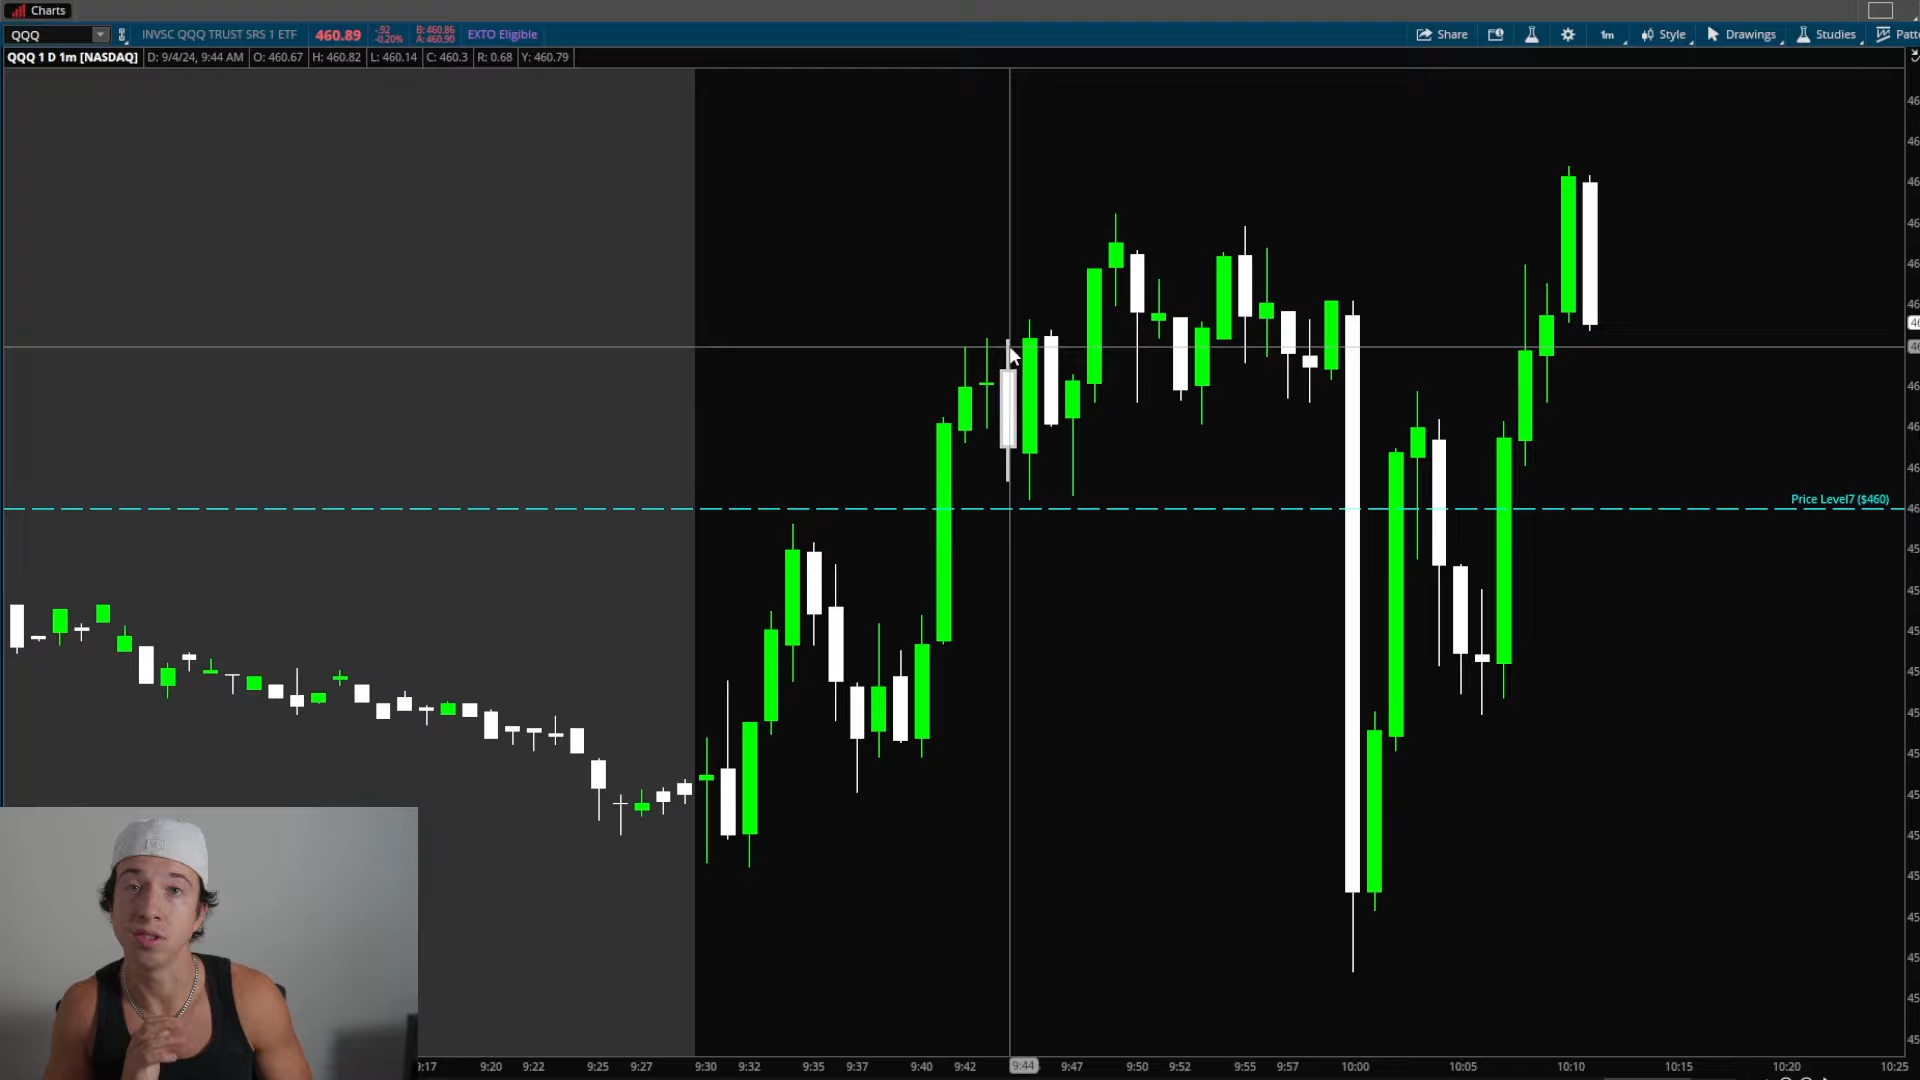 Charts
QQQ INVSC QQQ TRUST SRS 1 ETF 460.89 -.92 -0.20% B: 460.86 A: 460.90 EXTO Eligible Share 1m Style Drawings Studies
QQQ 1 D 1m [NASDAQ] D: 9/4/24, 9:44 AM O: 460.67 H: 460.82 L: 460.14 C: 460.3 R: 0.68 Y: 460.79
Price Level7 ($460)
9:20 9:22 9:25 9:27 9:30 9:32 9:35 9:37 9:40 9:42 9:44 9:47 9:50 9:52 9:55 9:57 10:00 10:05 10:10 10:15 10:20 10:25